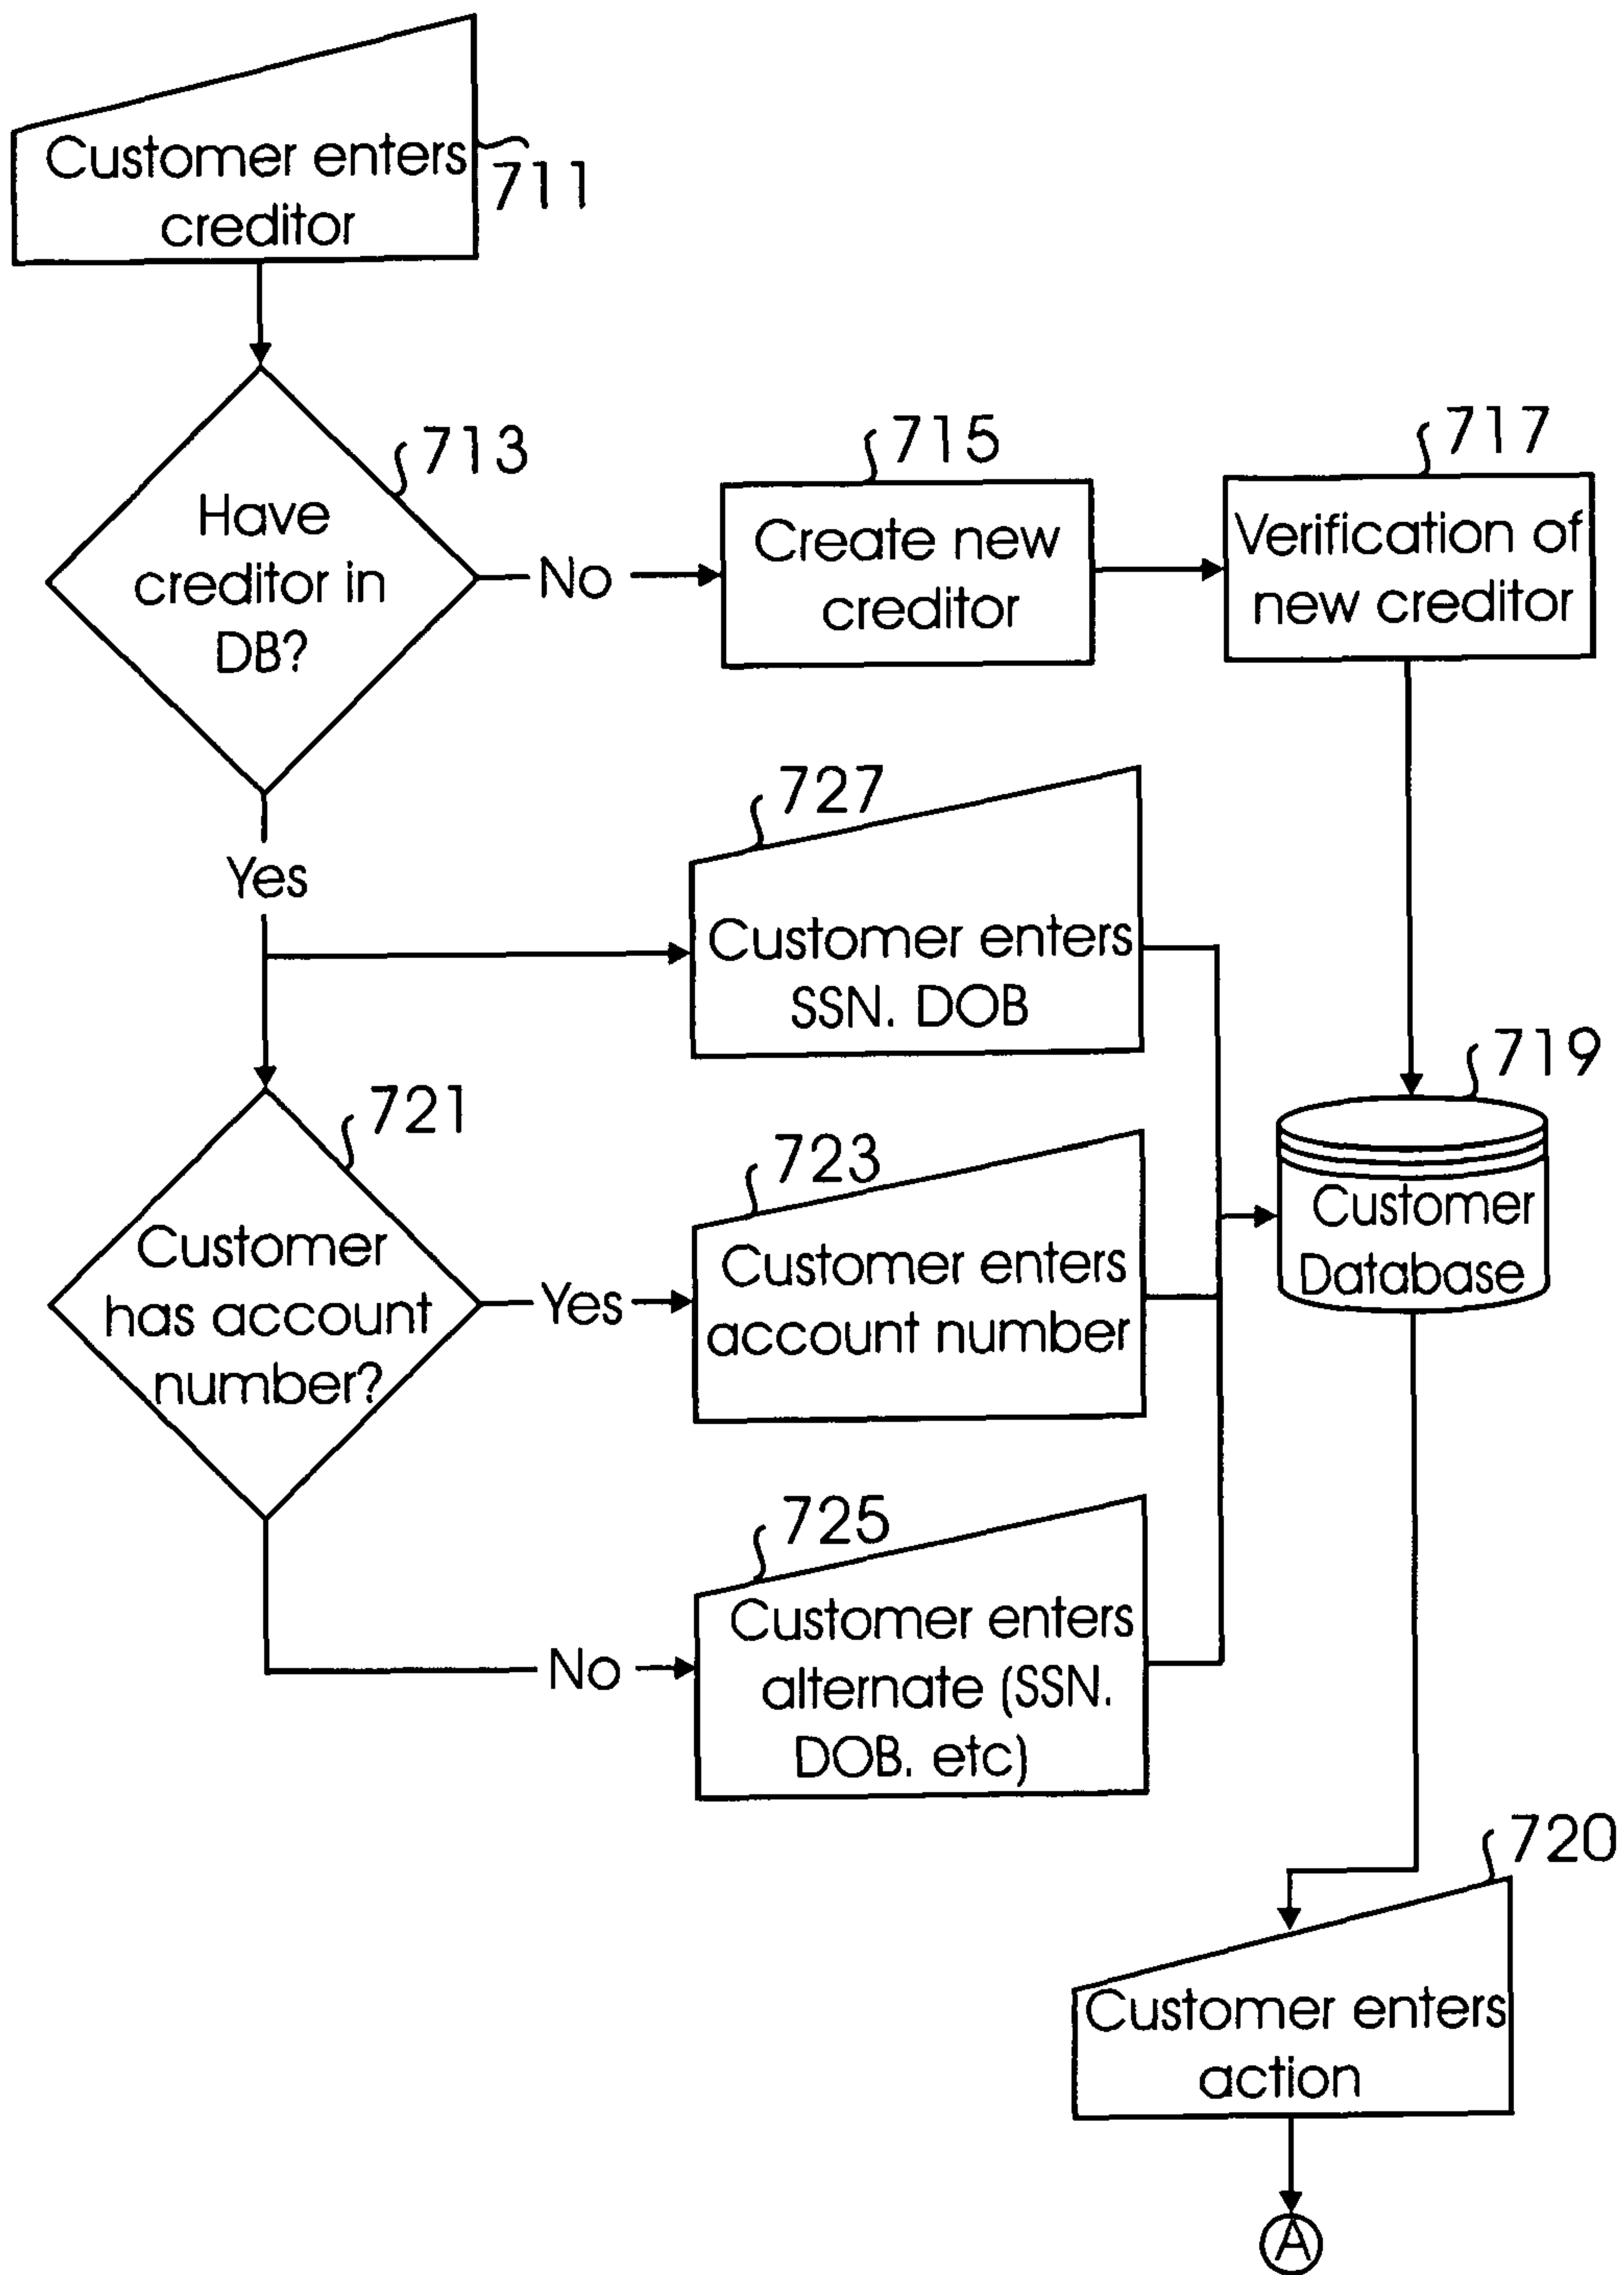 Customer enters
creditor
711
713
Have
creditor in
DB?
No
715
Create new
creditor
717
Verification of
new creditor
Yes
727
Customer enters
SSN. DOB
719
Customer
Database
721
Customer
has account
number?
Yes
723
Customer enters
account number
No
725
Customer enters
alternate (SSN.
DOB. etc)
720
Customer enters
action
A